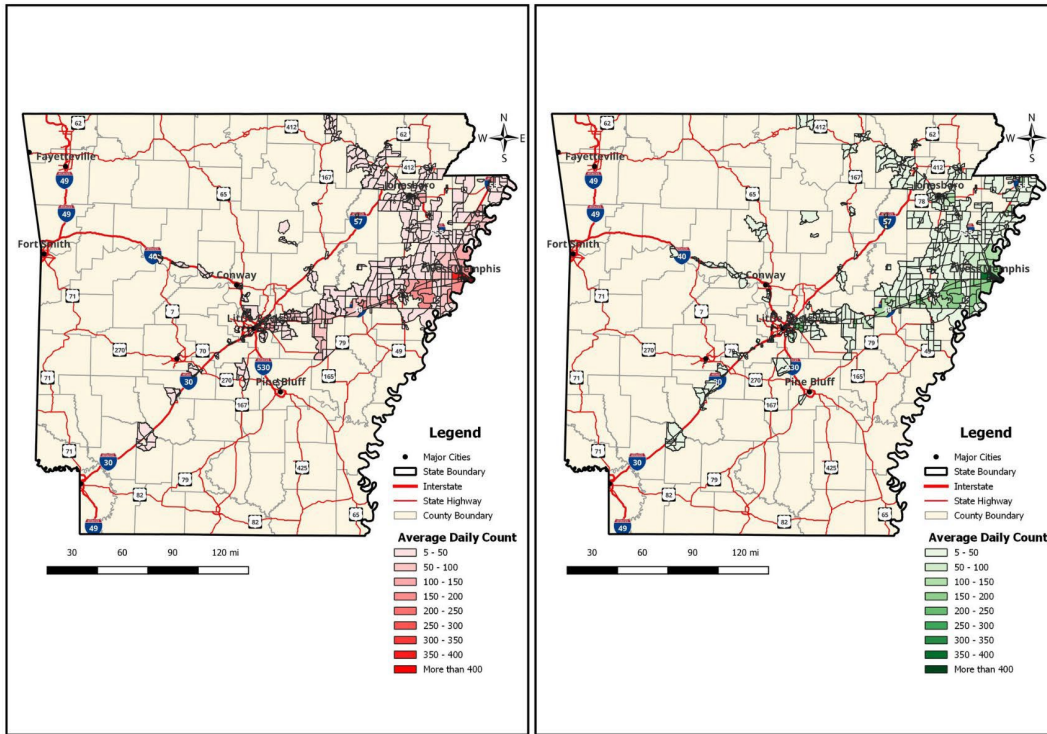 62
412
62
N
W
E
S
Fayetteville
412
49
167
Jonesboro
65
49
57
Fort Smith
40
West Memphis
Conway
71
7
79
70
49
270
530
30
165
71
270
Pine Bluff
167
Legend
71
30
425
Major Cities
State Boundary
79
Interstate
82
State Highway
82
65
County Boundary
49
30 60 90 120 mi
Average Daily Count
5 - 50
50 - 100
100 - 150
150 - 200
200 - 250
250 - 300
300 - 350
350 - 400
More than 400
62
412
62
N
W
E
S
Fayetteville
412
49
167
Jonesboro
65
78
49
57
Fort Smith
40
West Memphis
Conway
71
7
79
70
49
270
30
165
71
270
Pine Bluff
167
Legend
71
30
425
Major Cities
State Boundary
79
Interstate
82
State Highway
82
65
County Boundary
49
30 60 90 120 mi
Average Daily Count
5 - 50
50 - 100
100 - 150
150 - 200
200 - 250
250 - 300
300 - 350
350 - 400
More than 400